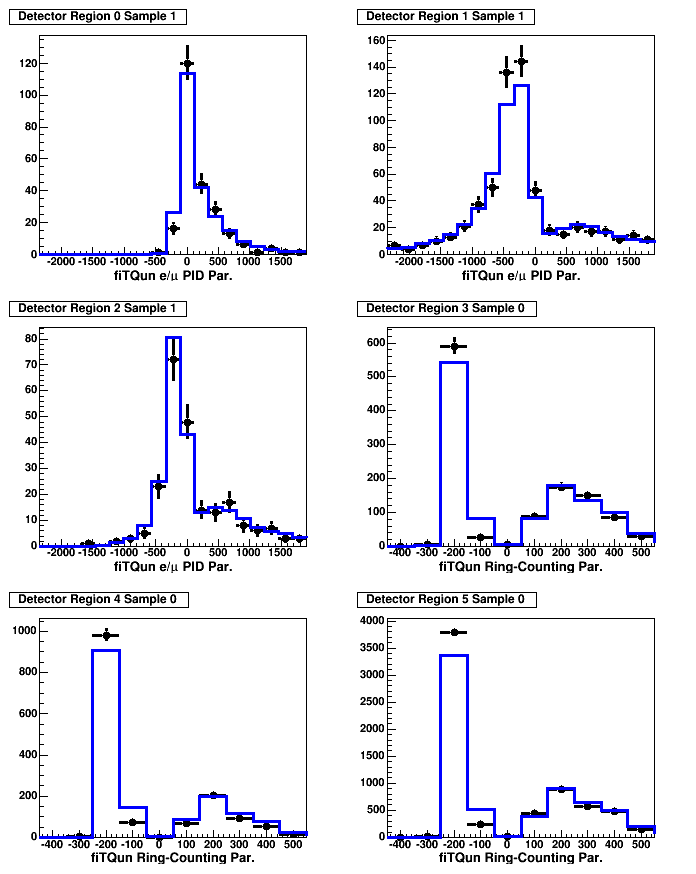 Detector Region 0 Sample 1
120
100
80
60
40
20
0
-2000 -1500 -1000 -500 0 500 1000 1500
fiTQun e/μ PID Par.
Detector Region 1 Sample 1
160
140
120
100
80
60
40
20
0
-2000 -1500 -1000 -500 0 500 1000 1500
fiTQun e/μ PID Par.
Detector Region 2 Sample 1
80
70
60
50
40
30
20
10
0
-2000 -1500 -1000 -500 0 500 1000 1500
fiTQun e/μ PID Par.
Detector Region 3 Sample 0
600
500
400
300
200
100
0
-400 -300 -200 -100 0 100 200 300 400 500
fiTQun Ring-Counting Par.
Detector Region 4 Sample 0
1000
800
600
400
200
0
-400 -300 -200 -100 0 100 200 300 400 500
fiTQun Ring-Counting Par.
Detector Region 5 Sample 0
4000
3500
3000
2500
2000
1500
1000
500
0
-400 -300 -200 -100 0 100 200 300 400 500
fiTQun Ring-Counting Par.